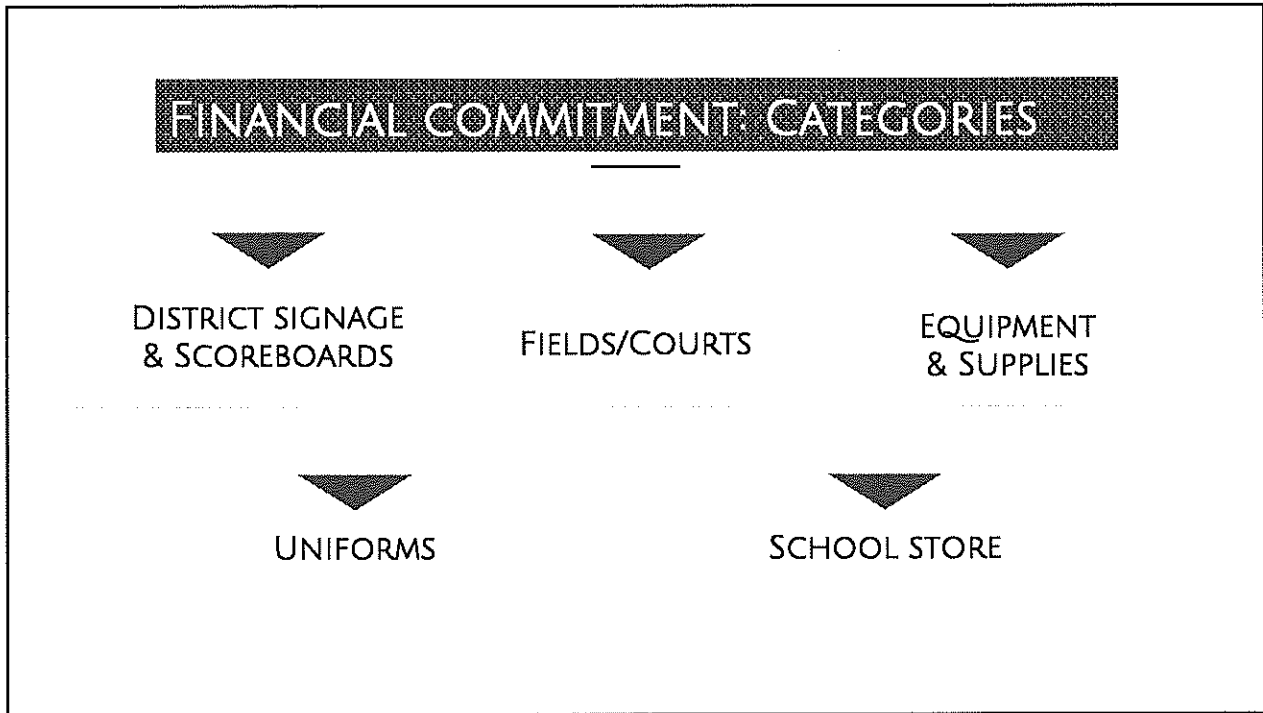 FINANCIAL COMMITMENT: CATEGORIES
DISTRICT SIGNAGE
& SCOREBOARDS
FIELDS/COURTS
EQUIPMENT
& SUPPLIES
UNIFORMS
SCHOOL STORE